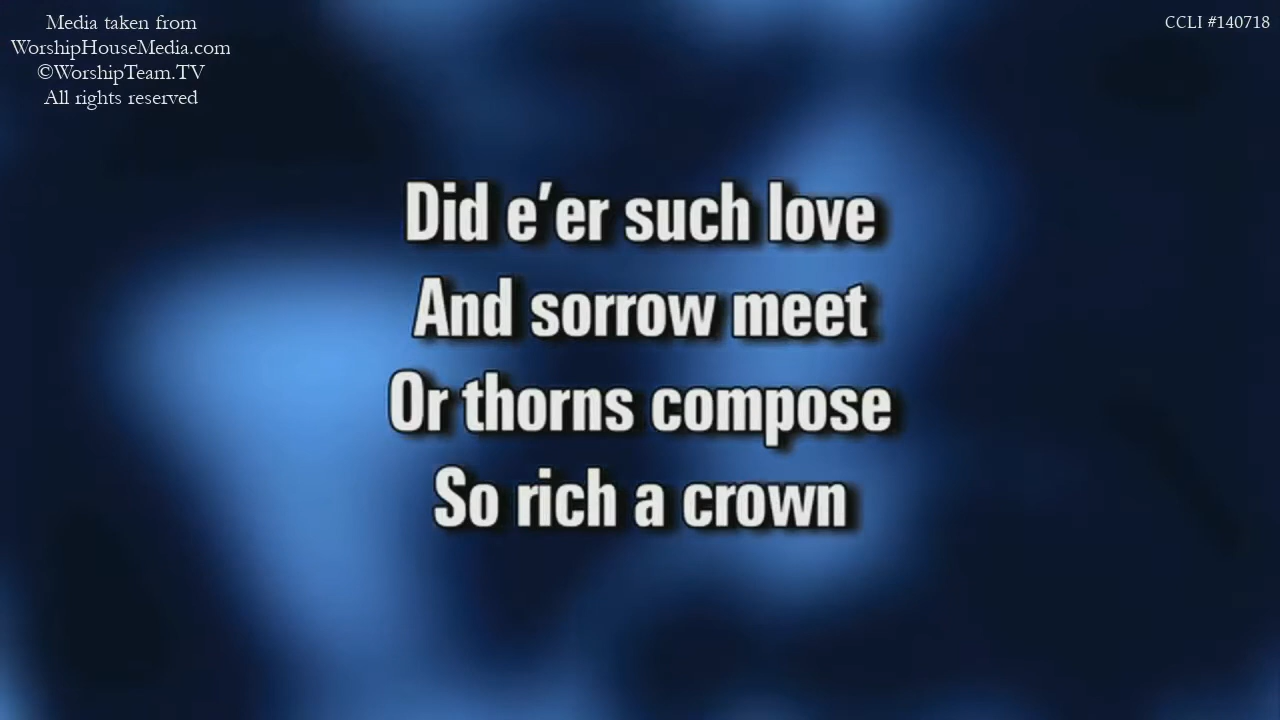 Media taken from
WorshipHouseMedia.com
©WorshipTeam.TV
All rights reserved
CCLI #140718
Did e'er such love
And sorrow meet
Or thorns compose
So rich a crown